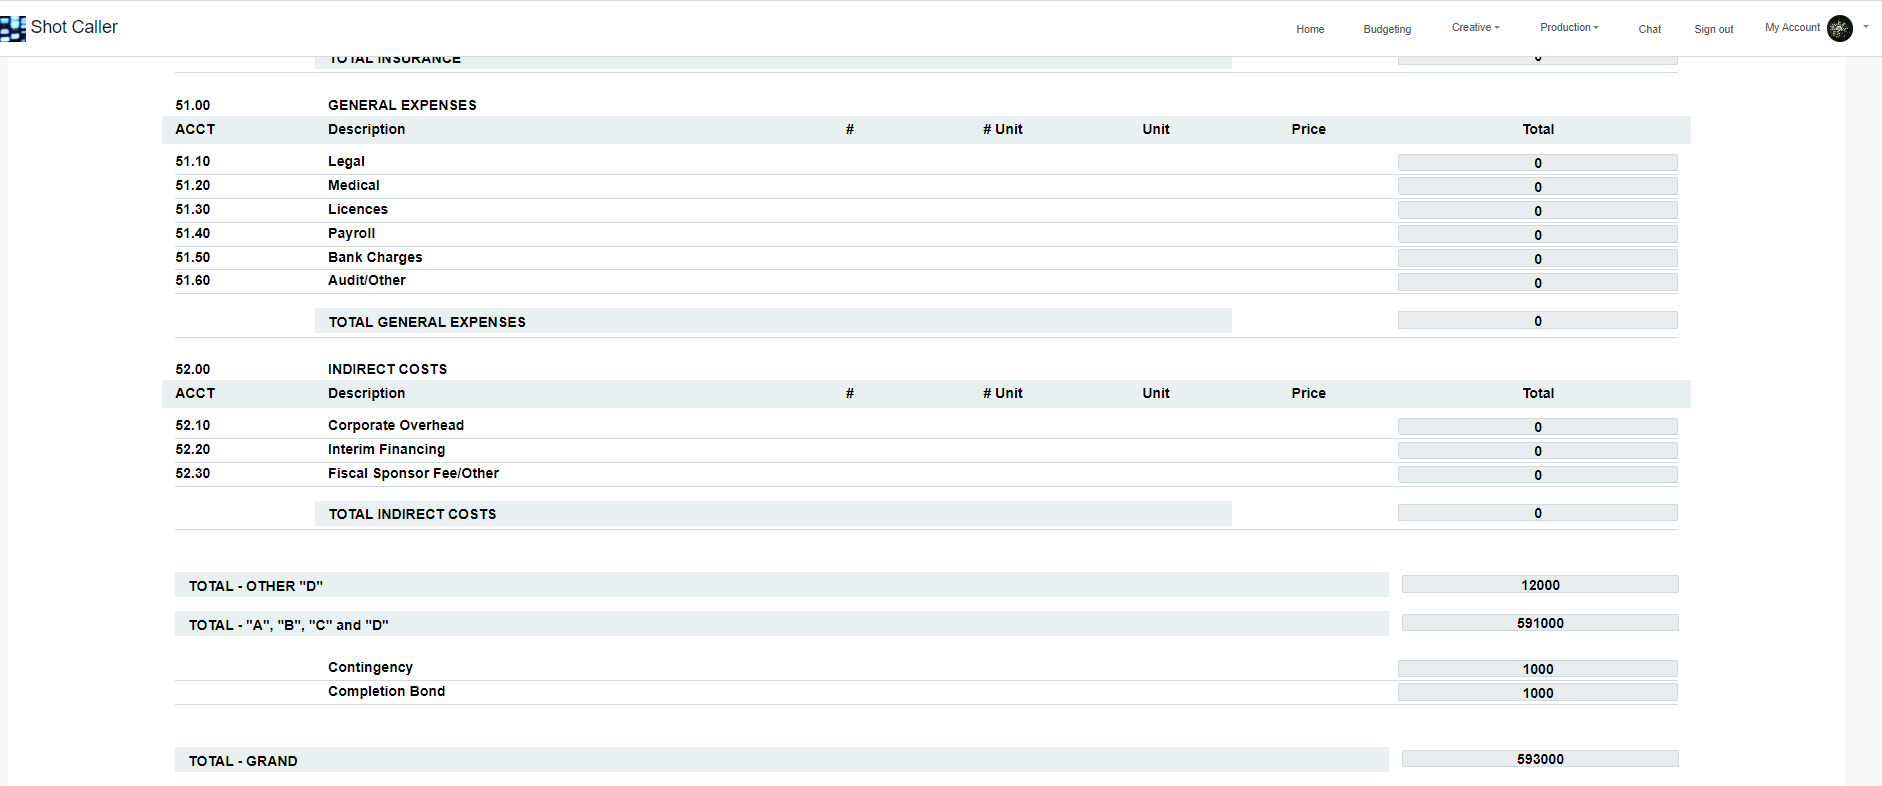 Shot Caller
Home Budgeting Creative Production Chat Sign out My Account
TOTAL INSURANCE 0
51.00 GENERAL EXPENSES
ACCT Description # # Unit Unit Price Total
51.10 Legal 0
51.20 Medical 0
51.30 Licences 0
51.40 Payroll 0
51.50 Bank Charges 0
51.60 Audit/Other 0
TOTAL GENERAL EXPENSES 0
52.00 INDIRECT COSTS
ACCT Description # # Unit Unit Price Total
52.10 Corporate Overhead 0
52.20 Interim Financing 0
52.30 Fiscal Sponsor Fee/Other 0
TOTAL INDIRECT COSTS 0
TOTAL - OTHER "D" 12000
TOTAL - "A", "B", "C" and "D" 591000
Contingency 1000
Completion Bond 1000
TOTAL - GRAND 593000